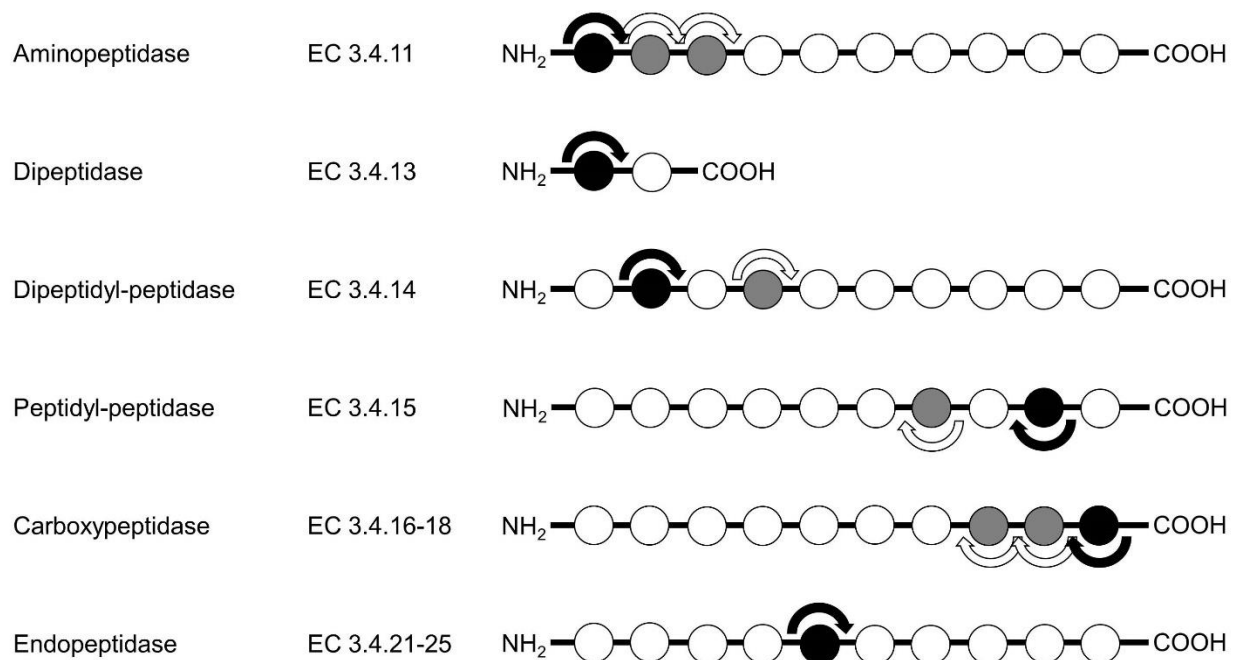 Aminopeptidase EC 3.4.11 NH2 COOH
Dipeptidase EC 3.4.13 NH2 COOH
Dipeptidyl-peptidase EC 3.4.14 NH2 COOH
Peptidyl-peptidase EC 3.4.15 NH2 COOH
Carboxypeptidase EC 3.4.16-18 NH2 COOH
Endopeptidase EC 3.4.21-25 NH2 COOH